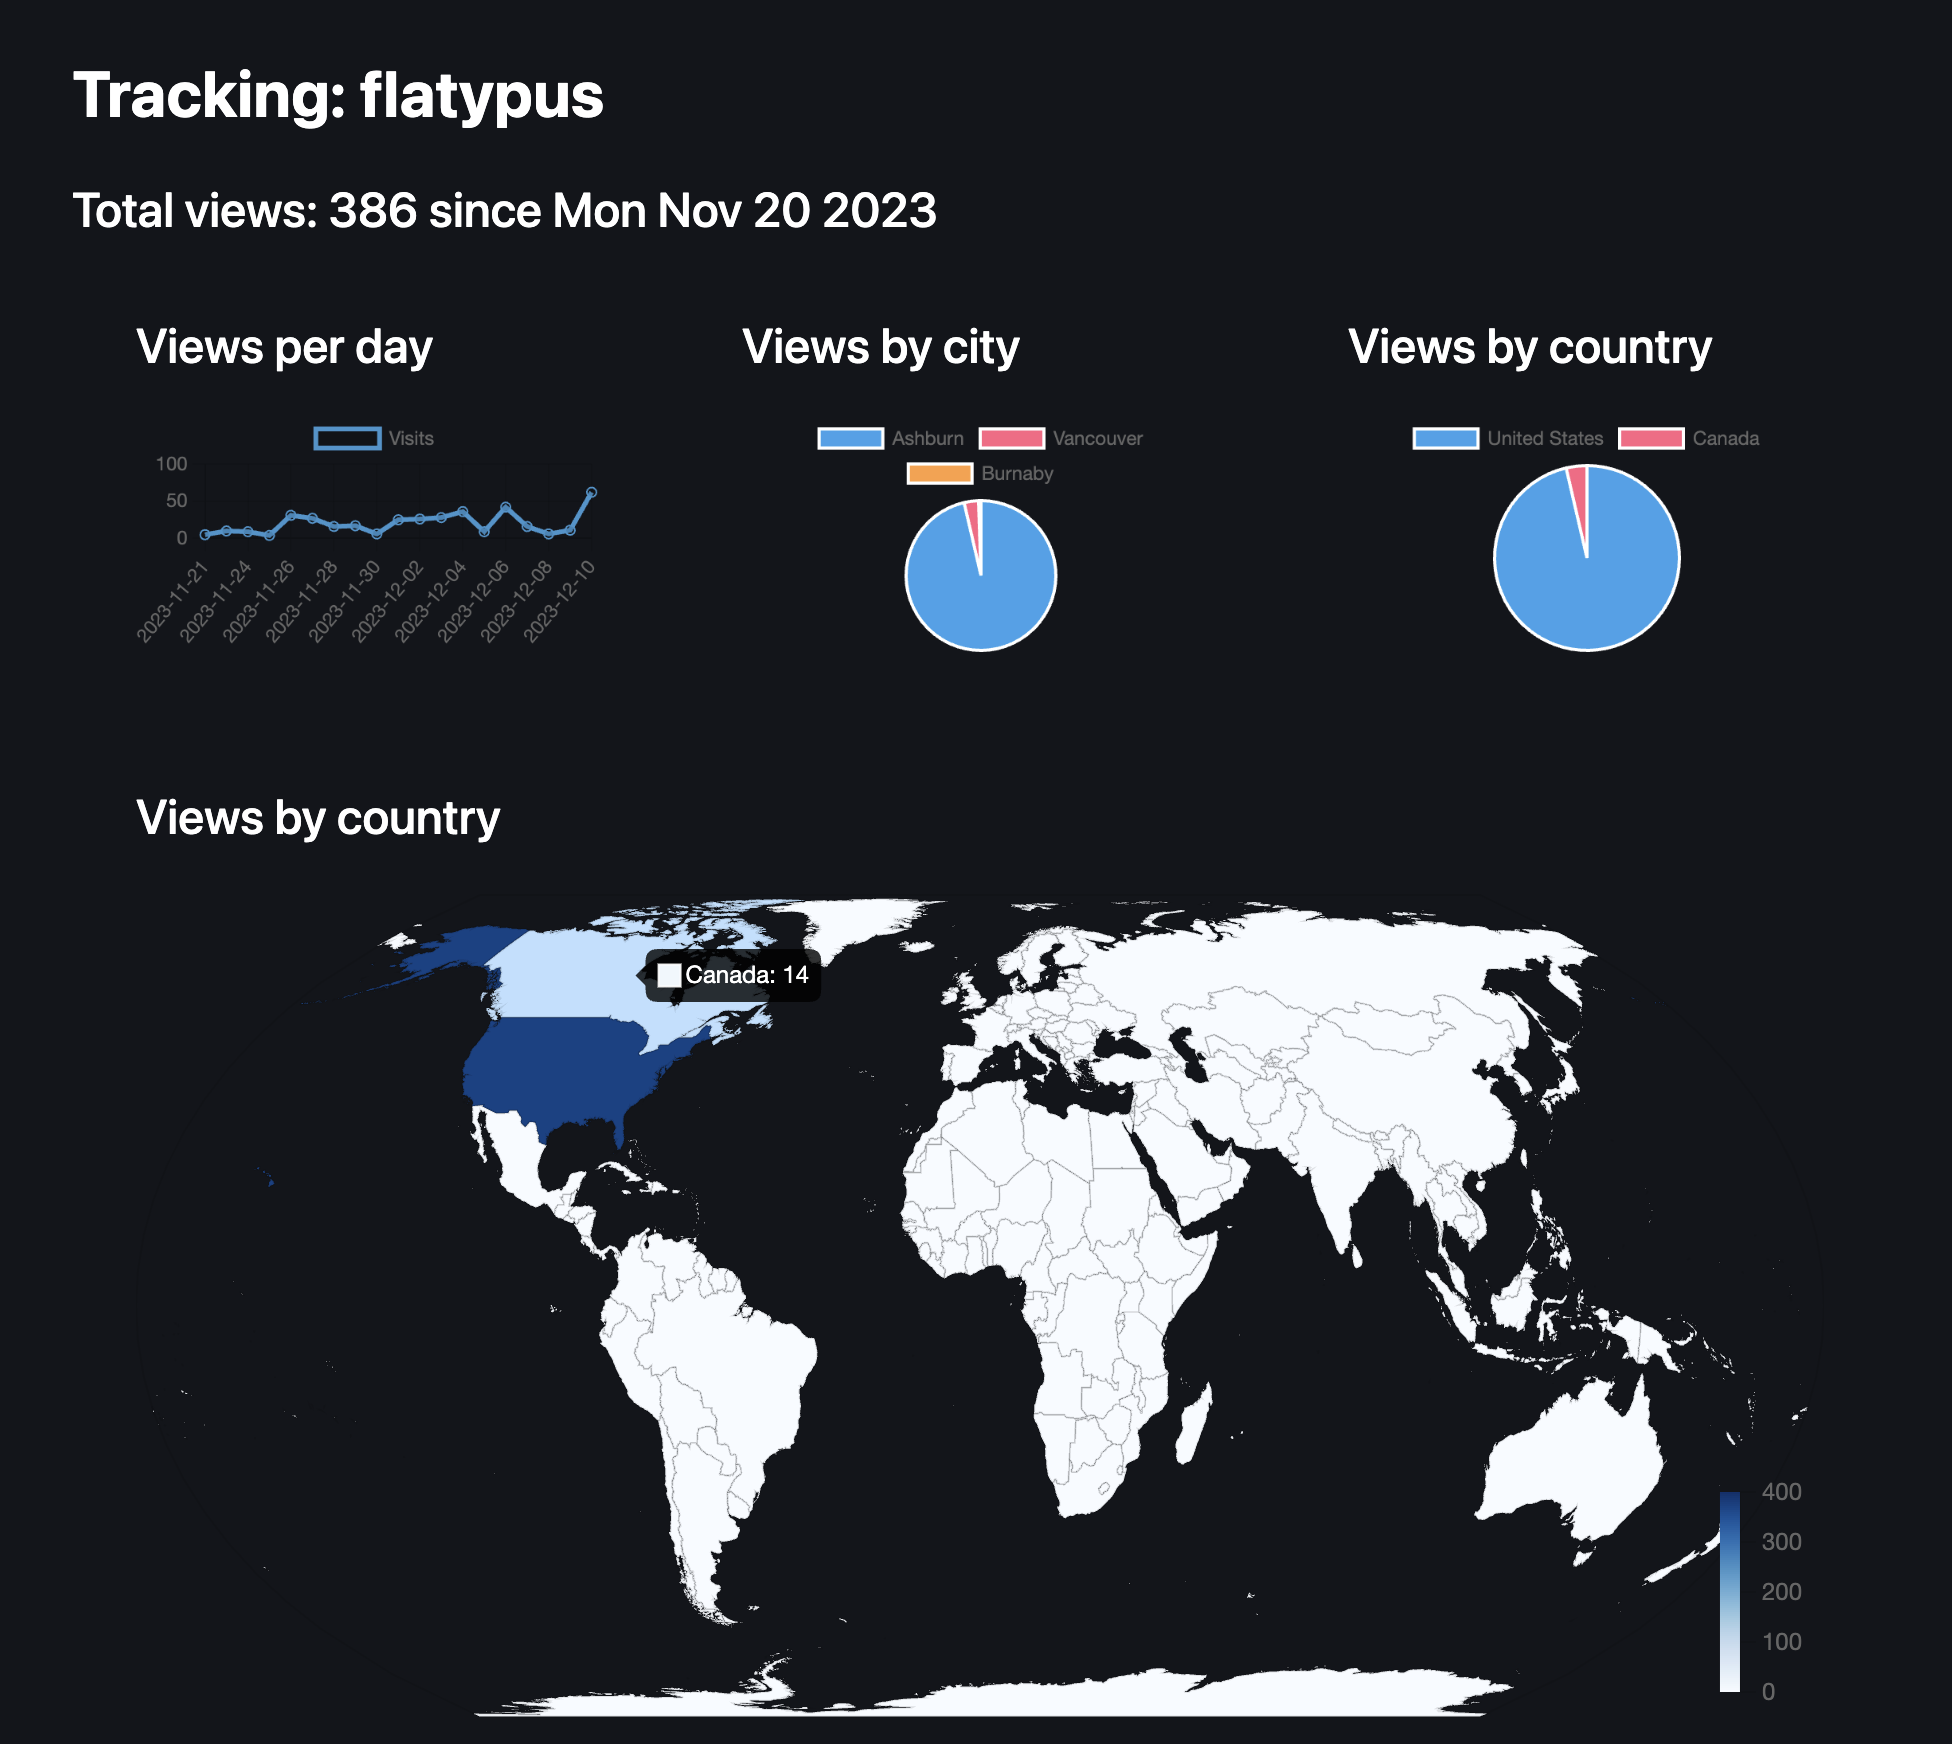 Tracking: flatypus
Total views: 386 since Mon Nov 20 2023
Views per day
Visits
100
50
0
2023-11-21
2023-11-24
2023-11-26
2023-11-28
2023-11-30
2023-12-02
2023-12-04
2023-12-06
2023-12-08
2023-12-10
Views by city
Ashburn
Vancouver
Burnaby
Views by country
United States
Canada
Views by country
Canada: 14
400
300
200
100
0